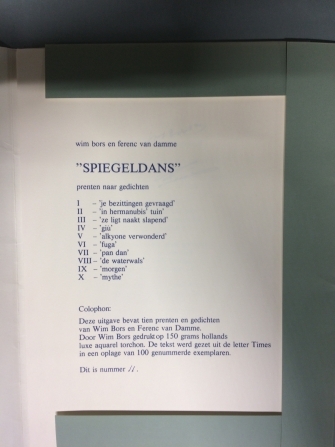 wim bors en ferenc van damme
"SPIEGELDANS"
prenten naar gedichten
I – 'je bezittingen gevraagd'
II – 'in hermanubis' tuin'
III – 'ze ligt naakt slapend'
IV – 'giu'
V – 'alkyone verwonderd'
VI – 'fuga'
VII – 'pan dan'
VIII – 'de waterwals'
IX – 'morgen'
X – 'mythe'
Colophon:
Deze uitgave bevat tien prenten en gedichten
van Wim Bors en Ferenc van Damme.
Door Wim Bors gedrukt op 150 grams hollands
luxe aquarel torchon. De tekst werd gezet uit de letter Times
in een oplage van 100 genummerde exemplaren.
Dit is nummer